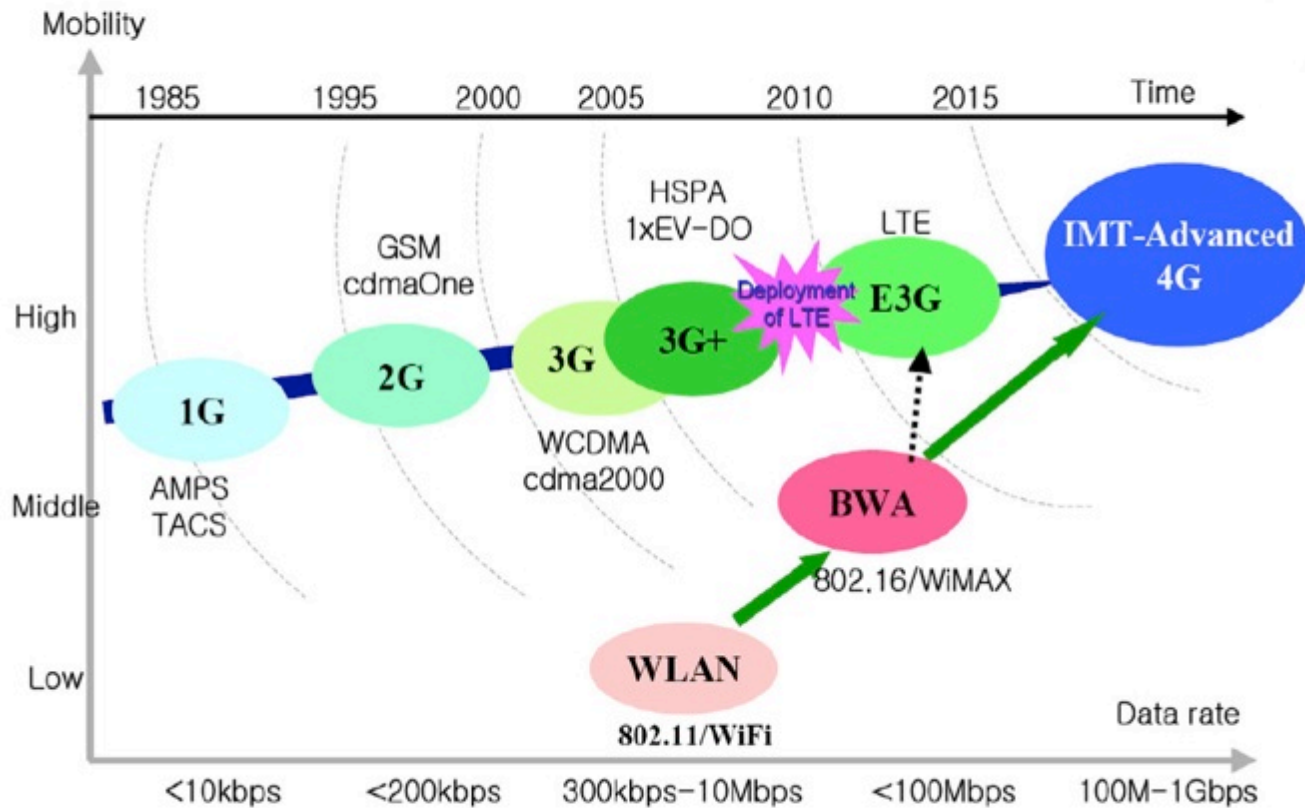 Mobility
1985 1995 2000 2005 2010 2015 Time
HSPA
1xEV-DO
LTE
GSM
cdmaOne
IMT-Advanced
4G
High
Deployment
of LTE
E3G
3G
3G+
2G
1G
WCDMA
cdma2000
AMPS
TACS
Middle
BWA
802.16/WiMAX
WLAN
Low
802.11/WiFi
Data rate
<10kbps <200kbps 300kbps-10Mbps <100Mbps 100M-1Gbps